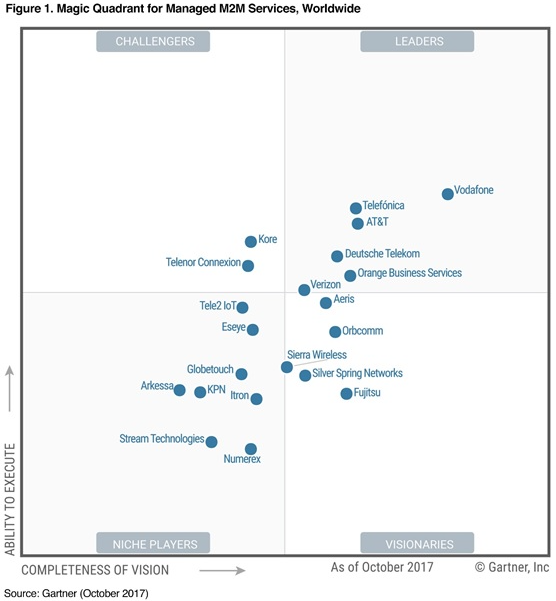 Figure 1. Magic Quadrant for Managed M2M Services, Worldwide
CHALLENGERS
LEADERS
Vodafone
Telefónica
AT&T
Kore
Deutsche Telekom
Telenor Connexion
Orange Business Services
Verizon
Aeris
Tele2 IoT
Eseye
Orbcomm
Sierra Wireless
Globetouch
Silver Spring Networks
Arkessa
KPN
Itron
Fujitsu
Stream Technologies
Numerex
ABILITY TO EXECUTE
NICHE PLAYERS
VISIONARIES
COMPLETENESS OF VISION
As of October 2017
© Gartner, Inc
Source: Gartner (October 2017)